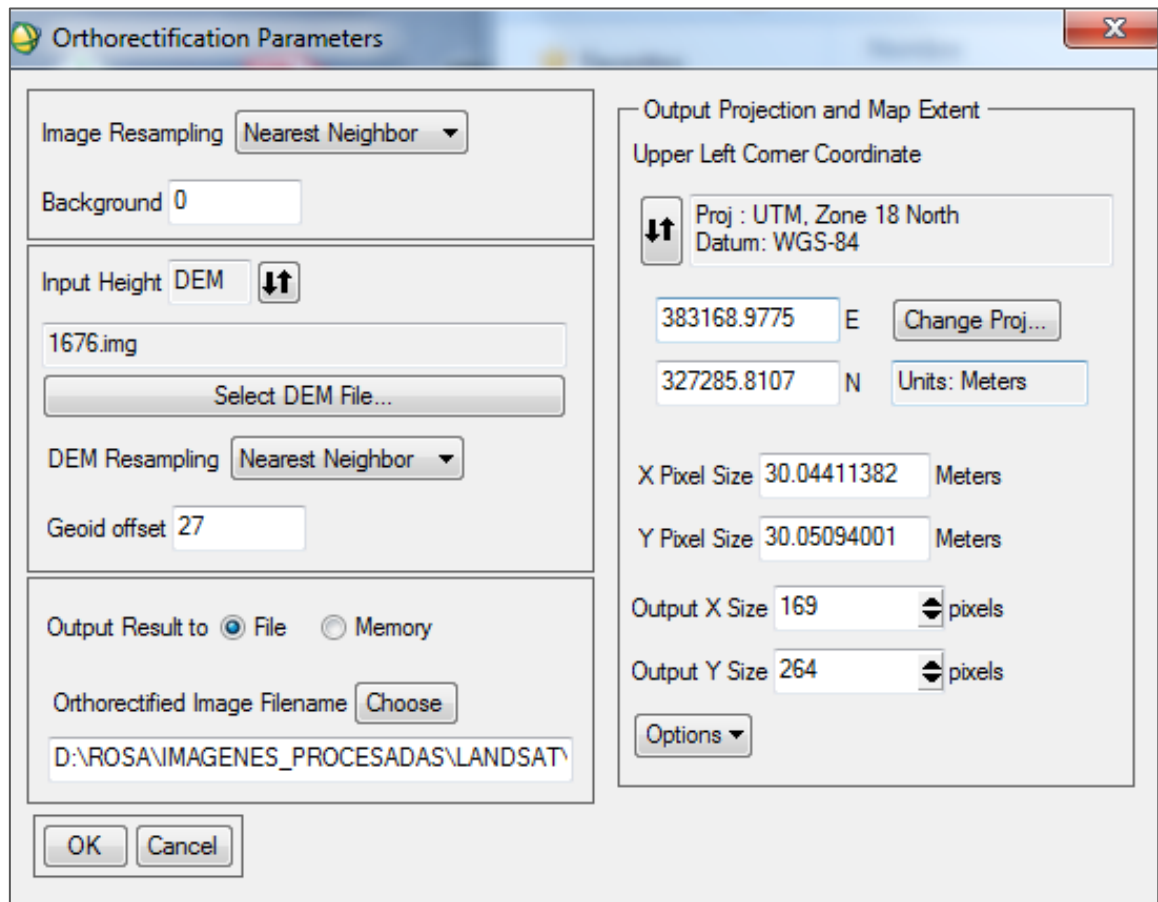 Orthorectification Parameters
Image Resampling Nearest Neighbor
Background 0
Input Height DEM
1676.img
Select DEM File...
DEM Resampling Nearest Neighbor
Geoid offset 27
Output Result to File Memory
Orthorectified Image Filename Choose
D:\ROSA\IMAGENES_PROCESADAS\LANDSAT\
OK Cancel
Output Projection and Map Extent
Upper Left Corner Coordinate
Proj : UTM, Zone 18 North
Datum: WGS-84
383168.9775 E Change Proj...
327285.8107 N Units: Meters
X Pixel Size 30.04411382 Meters
Y Pixel Size 30.05094001 Meters
Output X Size 169 pixels
Output Y Size 264 pixels
Options